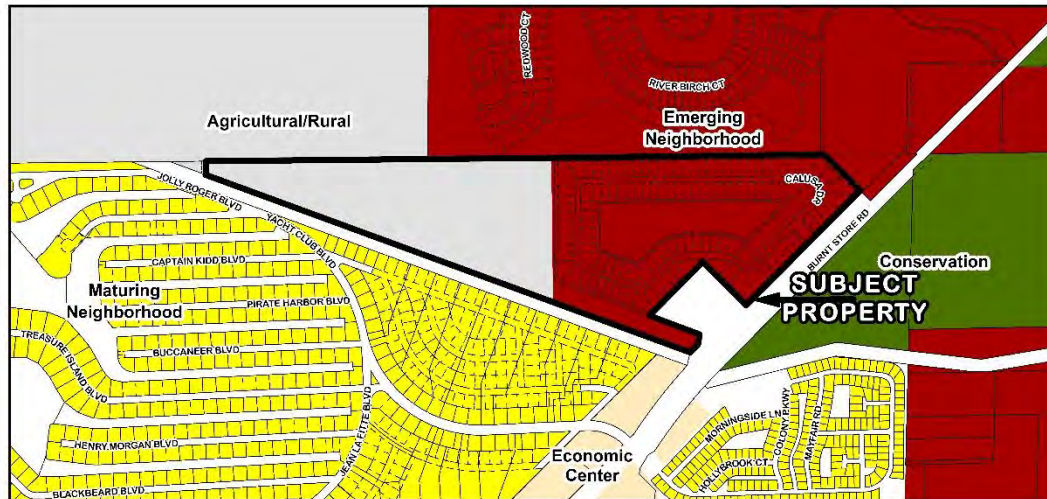 REDWOOD CT
RIVER BIRCH CT
Agricultural/Rural
Emerging
Neighborhood
CALUSA DR
JOLLY ROGER BLVD
YACHT CLUB BLVD
BURNT STORE RD
CAPTAIN KIDD BLVD
Conservation
SUBJECT
PROPERTY
Maturing
Neighborhood
PIRATE HARBOR BLVD
TREASURE ISLAND BLVD
BUCCANEER BLVD
JEAN LA FITTE BLVD
HENRY MORGAN BLVD
MORNINGSIDE LN
COLONY PKWY
MAYFAIR RD
HOLLYBROOK CT
Economic
Center
BLACKBEARD BLVD